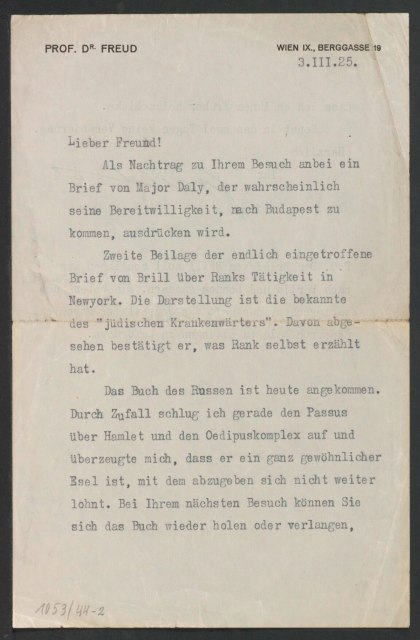 PROF. DR. FREUD
WIEN IX., BERGGASSE 19
3.III.25.
Lieber Freund!
Als Nachtrag zu Ihrem Besuch anbei ein
Brief von Major Daly, der wahrscheinlich
seine Bereitwilligkeit, nach Budapest zu
kommen, ausdrücken wird.
Zweite Beilage der endlich eingetroffene
Brief von Brill über Ranks Tätigkeit in
Newyork. Die Darstellung ist die bekannte
des "jüdischen Krankenwärters". Davon abge-
sehen bestätigt er, was Rank selbst erzählt
hat.
Das Buch des Russen ist heute angekommen.
Durch Zufall schlug ich gerade den Passus
über Hamlet und den Oedipuskomplex auf und
überzeugte mich, dass er ein ganz gewöhnlicher
Esel ist, mit dem abzugeben sich nicht weiter
lohnt. Bei Ihrem nächsten Besuch können Sie
sich das Buch wieder holen oder verlangen,
1053/44-2